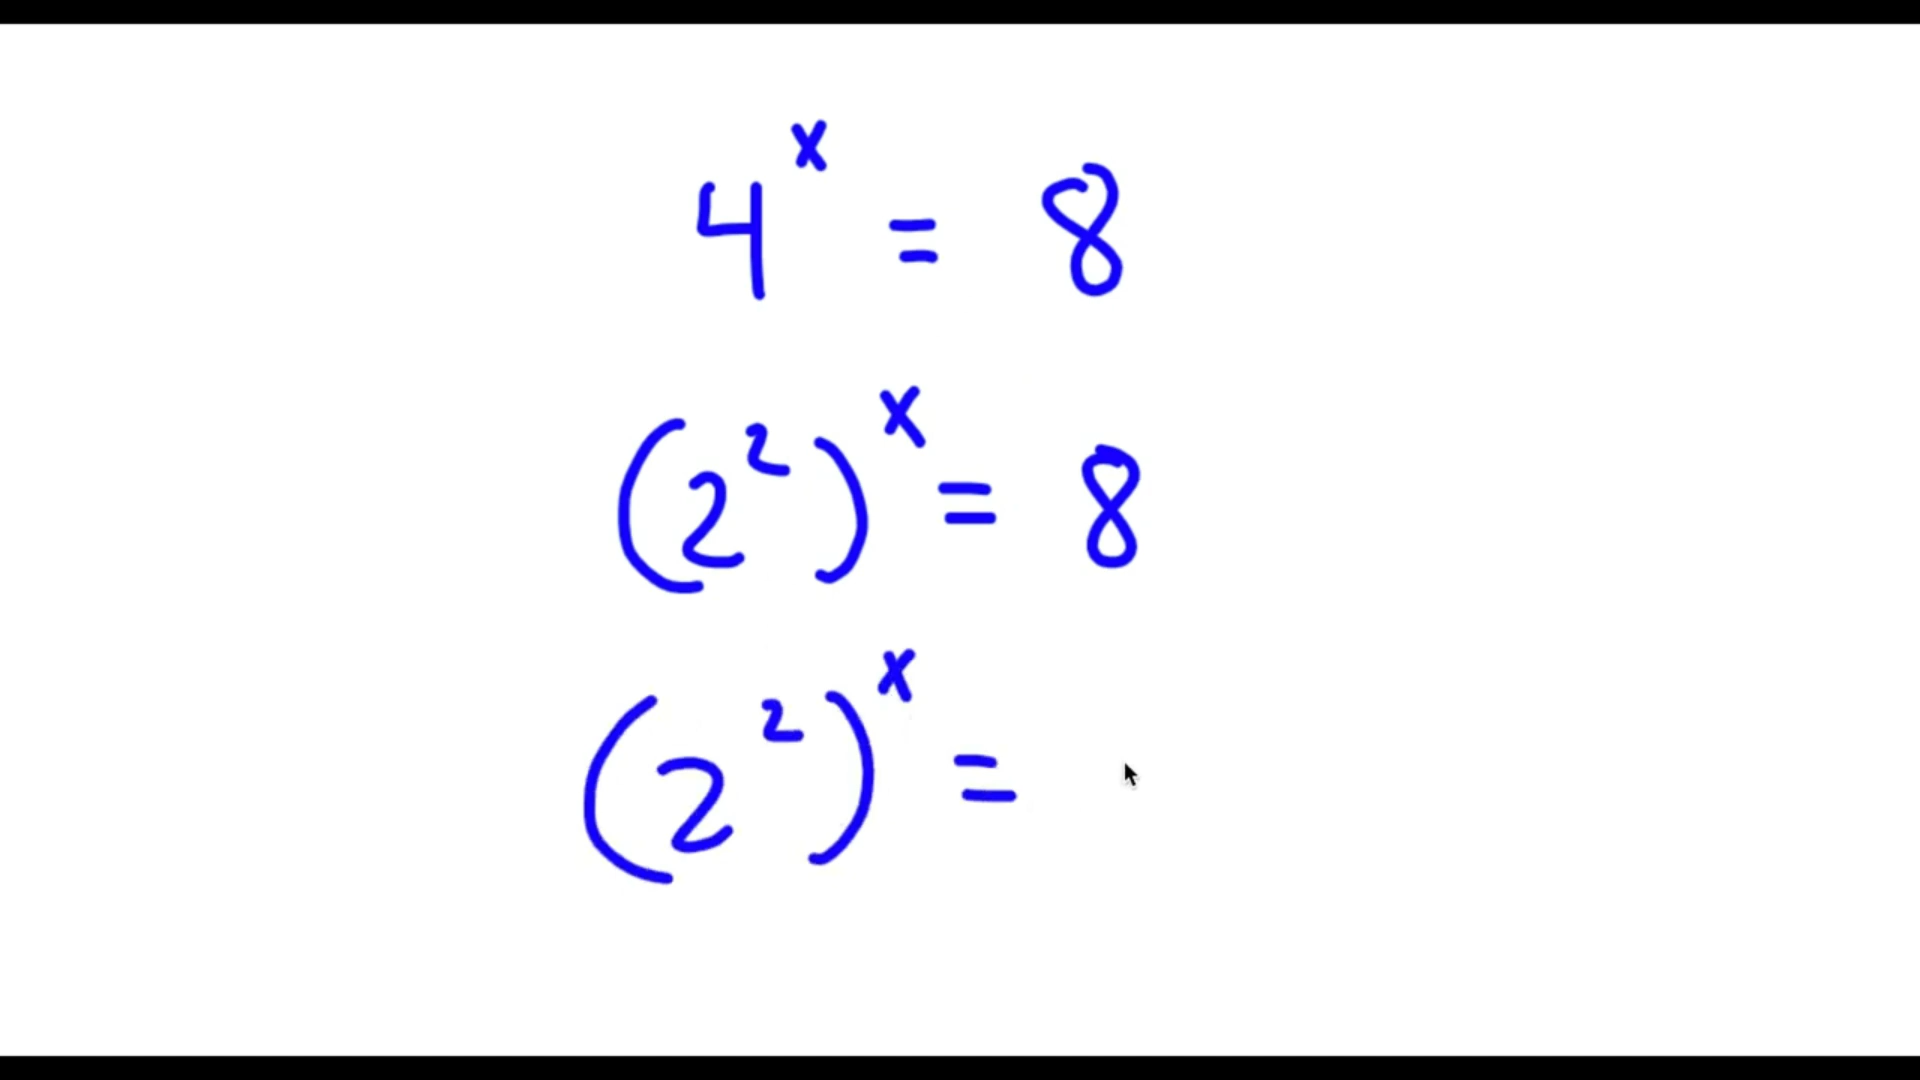 4^x = 8
(2^2)^x = 8
(2^2)^x =